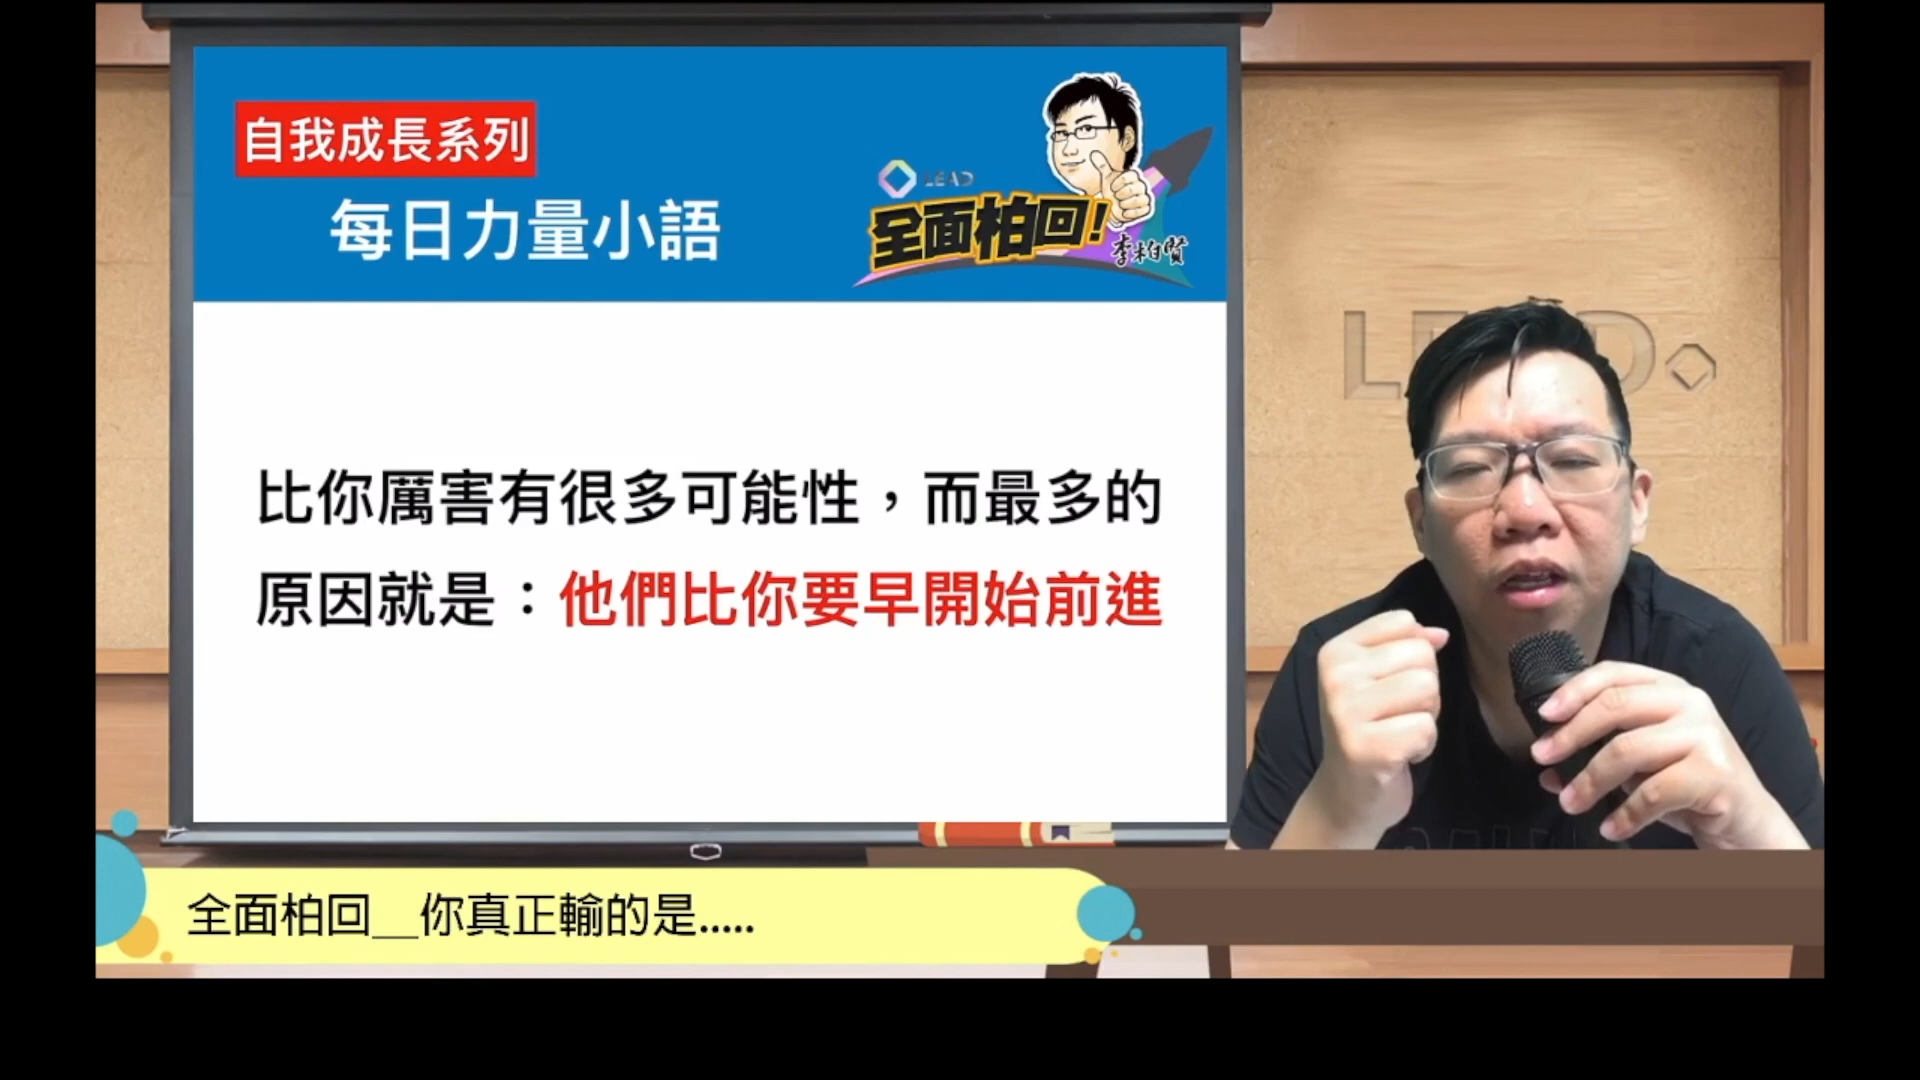 自我成長系列
每日力量小語
LEAD
全面柏回!
李柏賢
比你厲害有很多可能性，而最多的
原因就是：他們比你要早開始前進
LEAD
全面柏回__你真正輸的是.....